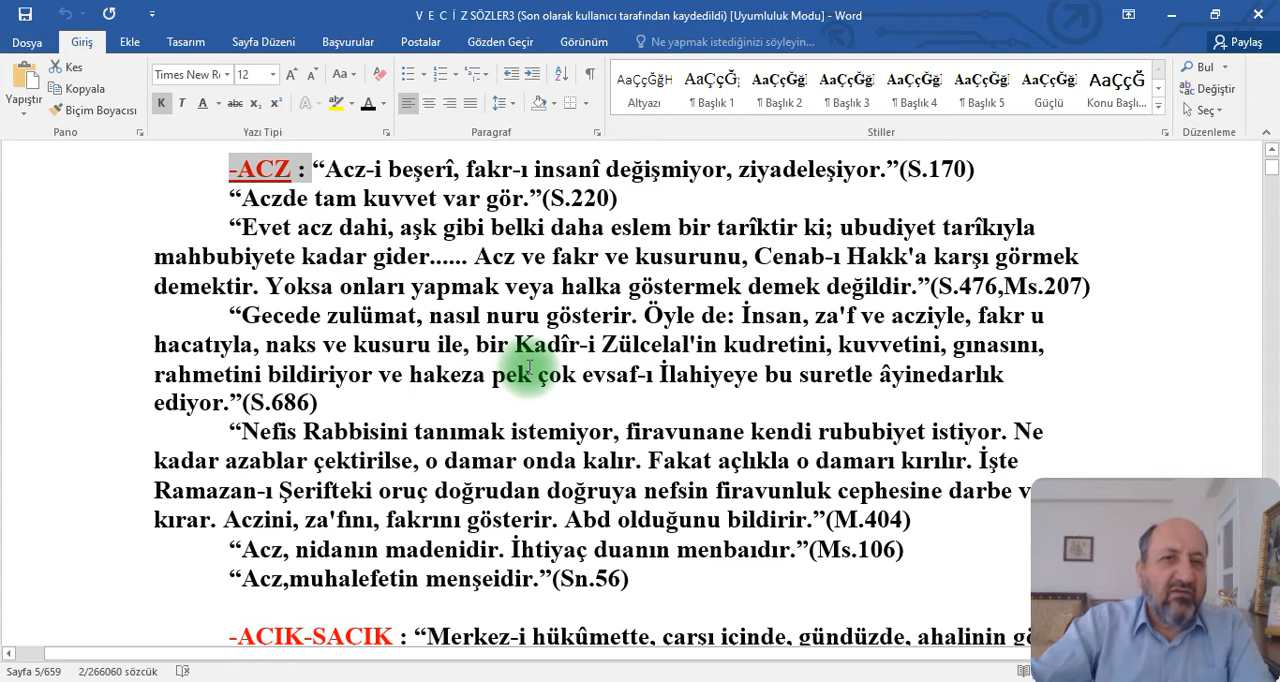 V E C İ Z SÖZLER3 (Son olarak kullanıcı tarafından kaydedildi) [Uyumluluk Modu] - Word
Dosya Giriş Ekle Tasarım Sayfa Düzeni Başvurular Postalar Gözden Geçir Görünüm Ne yapmak istediğinizi söyleyin... Paylaş
Yapıştır
Kes
Kopyala
Biçim Boyacısı
Pano
Times New Ro 12
Yazı Tipi
Paragraf
AaÇçĞğH AaÇçĞ AaÇçĞğ AaÇçĞğ AaÇçĞğ AaÇçĞğ AaÇçĞğ AaÇçĞ
Altyazı ¶ Başlık 1 ¶ Başlık 2 ¶ Başlık 3 ¶ Başlık 4 ¶ Başlık 5 Güçlü Konu Başlı...
Stiller
Bul
Değiştir
Seç
Düzenleme
-ACZ : “Acz-i beşerî, fakr-ı insanî değişmiyor, ziyadeleşiyor.”(S.170)
“Aczde tam kuvvet var gör.”(S.220)
“Evet acz dahi, aşk gibi belki daha eslem bir tarîktir ki; ubudiyet tarîkıyla
mahbubiyete kadar gider...... Acz ve fakr ve kusurunu, Cenab-ı Hakk'a karşı görmek
demektir. Yoksa onları yapmak veya halka göstermek demek değildir.”(S.476,Ms.207)
“Gecede zulümat, nasıl nuru gösterir. Öyle de: İnsan, za'f ve acziyle, fakr u
hacatıyla, naks ve kusuru ile, bir Kadîr-i Zülcelal'in kudretini, kuvvetini, gınasını,
rahmetini bildiriyor ve hakeza pek çok evsaf-ı İlahiyeye bu suretle âyinedarlık
ediyor.”(S.686)
“Nefis Rabbisini tanımak istemiyor, firavunane kendi rububiyet istiyor. Ne
kadar azablar çektirilse, o damar onda kalır. Fakat açlıkla o damarı kırılır. İşte
Ramazan-ı Şerifteki oruç doğrudan doğruya nefsin firavunluk cephesine darbe
kırar. Aczini, za'fını, fakrını gösterir. Abd olduğunu bildirir.”(M.404)
“Acz, nidanın madenidir. İhtiyaç duanın menbaıdır.”(Ms.106)
“Acz,muhalefetin menşeidir.”(Sn.56)
-ACIK-SACIK : “Merkez-i hükûmette, çarşı içinde, gündüzde, ahalinin
Sayfa 5/659 2/266060 sözcük